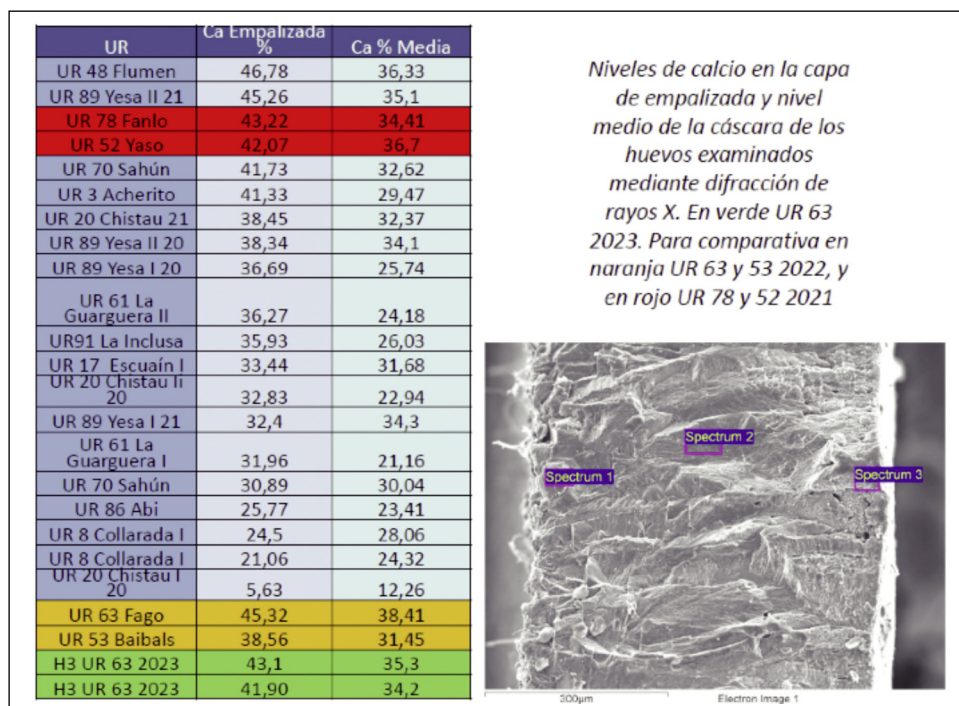 UR Ca Empalizada % Ca % Media
UR 48 Flumen 46,78 36,33
UR 89 Yesa II 21 45,26 35,1
UR 78 Fanlo 43,22 34,41
UR 52 Yaso 42,07 36,7
UR 70 Sahún 41,73 32,62
UR 3 Acherito 41,33 29,47
UR 20 Chistau 21 38,45 32,37
UR 89 Yesa II 20 38,34 34,1
UR 89 Yesa I 20 36,69 25,74
UR 61 La
Guarguera II 36,27 24,18
UR91 La Inclusa 35,93 26,03
UR 17 Escuaín I 33,44 31,68
UR 20 Chistau Ii
20 32,83 22,94
UR 89 Yesa I 21 32,4 34,3
UR 61 La
Guarguera I 31,96 21,16
UR 70 Sahún 30,89 30,04
UR 86 Abi 25,77 23,41
UR 8 Collarada I 24,5 28,06
UR 8 Collarada I 21,06 24,32
UR 20 Chistau I
20 5,63 12,26
UR 63 Fago 45,32 38,41
UR 53 Baibals 38,56 31,45
H3 UR 63 2023 43,1 35,3
H3 UR 63 2023 41,90 34,2
Niveles de calcio en la capa
de empalizada y nivel
medio de la cáscara de los
huevos examinados
mediante difracción de
rayos X. En verde UR 63
2023. Para comparativa en
naranja UR 63 y 53 2022, y
en rojo UR 78 y 52 2021
Spectrum 2
Spectrum 1
Spectrum 3
300µm Electron Image 1